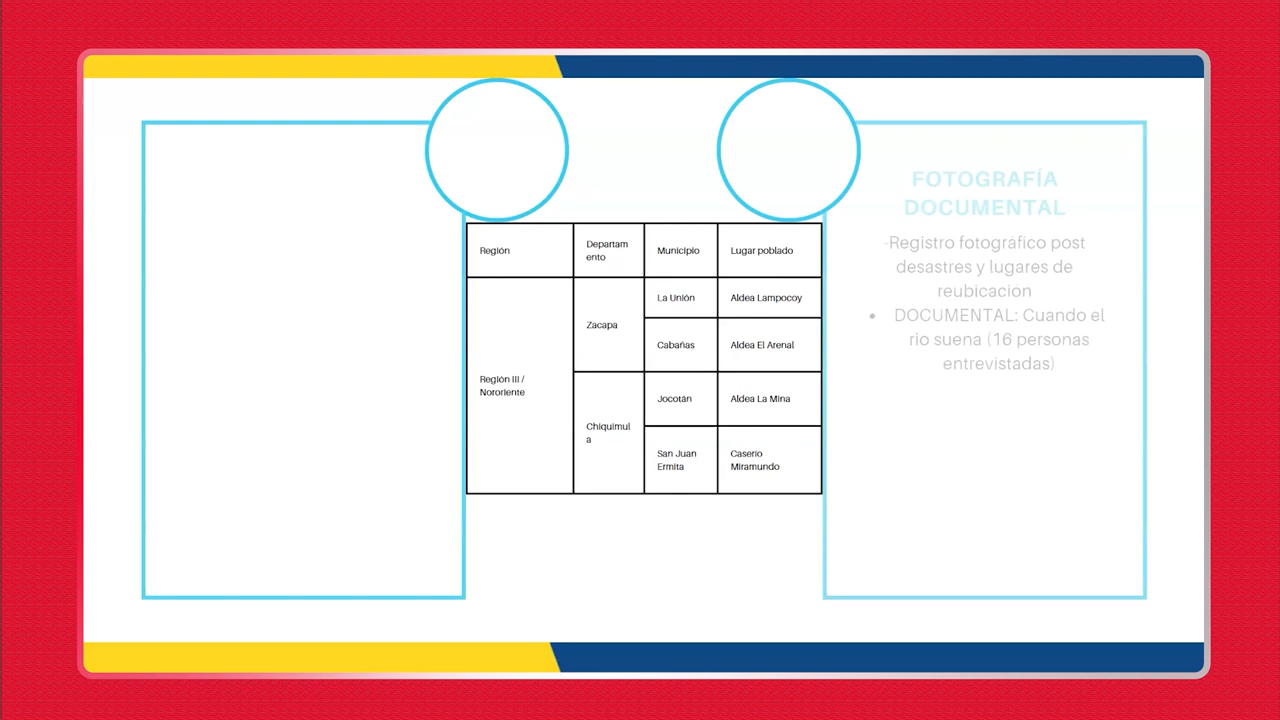 Región
Departam
ento
Municipio
Lugar poblado
Región III /
Nororiente
Zacapa
La Unión
Aldea Lampocoy
Cabañas
Aldea El Arenal
Chiquimul
a
Jocotán
Aldea La Mina
San Juan
Ermita
Caserío
Miramundo
FOTOGRAFÍA
DOCUMENTAL
-Registro fotográfico post
desastres y lugares de
reubicacion
• DOCUMENTAL: Cuando el
rio suena (16 personas
entrevistadas)